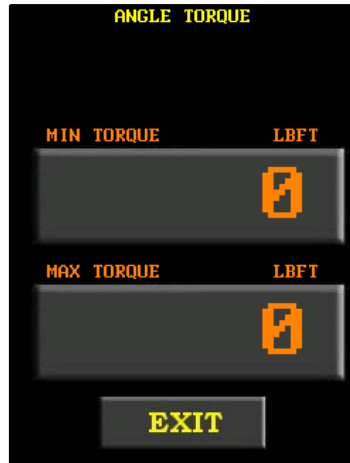 ANGLE TORQUE
MIN TORQUE LBFT
0
MAX TORQUE LBFT
0
EXIT